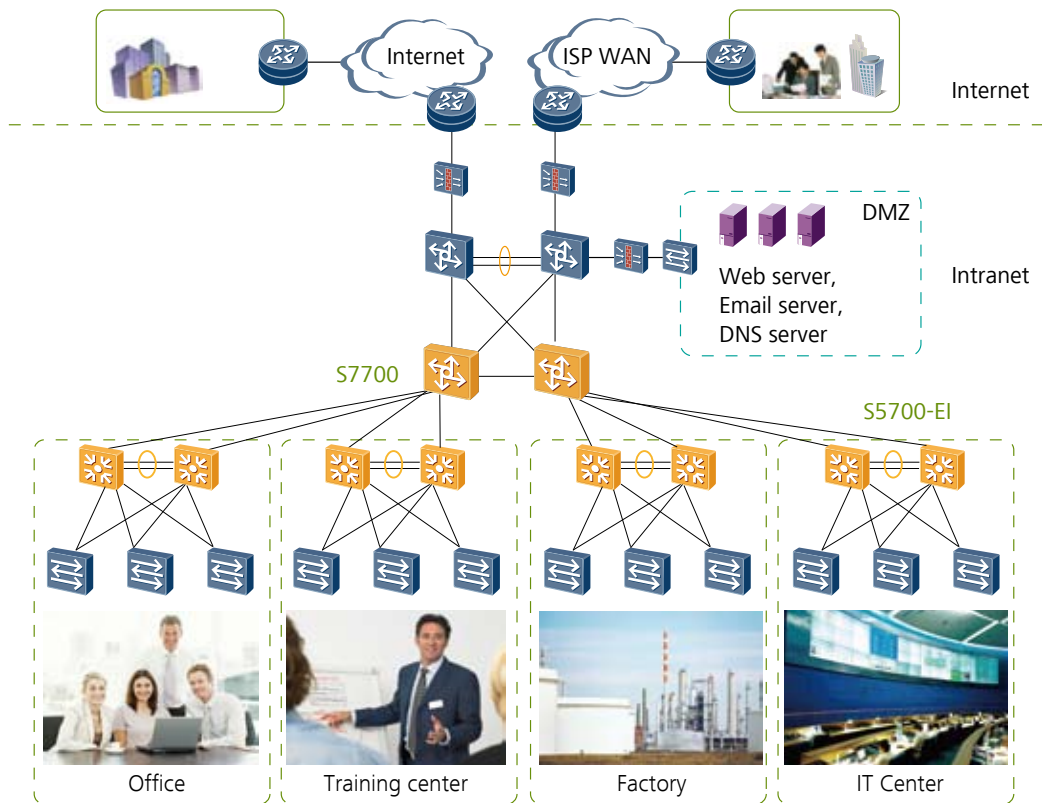 Internet
ISP WAN
Internet
DMZ
Web server,
Email server,
DNS server
Intranet
S7700
S5700-EI
Office
Training center
Factory
IT Center